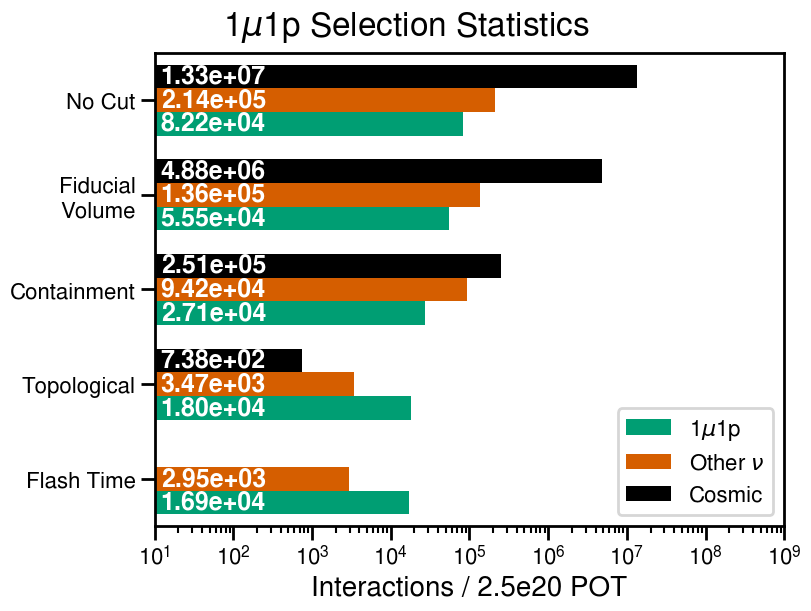 1μ1p Selection Statistics
No Cut
1.33e+07
2.14e+05
8.22e+04
Fiducial
Volume
4.88e+06
1.36e+05
5.55e+04
Containment
2.51e+05
9.42e+04
2.71e+04
Topological
7.38e+02
3.47e+03
1.80e+04
Flash Time
2.95e+03
1.69e+04
1μ1p
Other ν
Cosmic
10¹ 10² 10³ 10⁴ 10⁵ 10⁶ 10⁷ 10⁸ 10⁹
Interactions / 2.5e20 POT